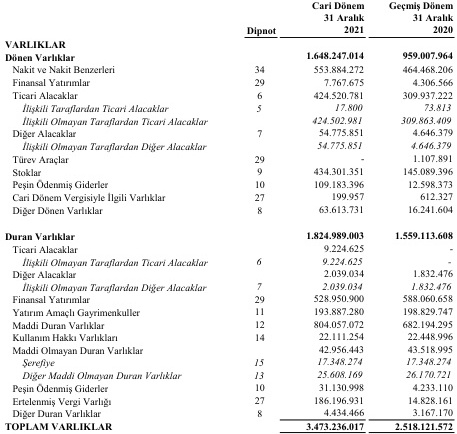 Cari Dönem Geçmiş Dönem
31 Aralık 31 Aralık
Dipnot 2021 2020
VARLIKLAR
Dönen Varlıklar 1.648.247.014 959.007.964
Nakit ve Nakit Benzerleri 34 553.884.272 464.468.206
Finansal Yatırımlar 29 7.767.675 4.306.566
Ticari Alacaklar 6 424.520.781 309.937.222
İlişkili Taraflardan Ticari Alacaklar 5 17.800 73.813
İlişkili Olmayan Taraflardan Ticari Alacaklar 424.502.981 309.863.409
Diğer Alacaklar 7 54.775.851 4.646.379
İlişkili Olmayan Taraflardan Diğer Alacaklar 54.775.851 4.646.379
Türev Araçlar 29 - 1.107.891
Stoklar 9 434.301.351 145.089.396
Peşin Ödenmiş Giderler 10 109.183.396 12.598.373
Cari Dönem Vergisiyle İlgili Varlıklar 27 199.957 612.327
Diğer Dönen Varlıklar 8 63.613.731 16.241.604
Duran Varlıklar 1.824.989.003 1.559.113.608
Ticari Alacaklar 9.224.625 -
İlişkili Olmayan Taraflardan Ticari Alacaklar 6 9.224.625 -
Diğer Alacaklar 2.039.034 1.832.476
İlişkili Olmayan Taraflardan Diğer Alacaklar 7 2.039.034 1.832.476
Finansal Yatırımlar 29 528.950.900 588.060.658
Yatırım Amaçlı Gayrimenkuller 11 193.887.280 198.829.747
Maddi Duran Varlıklar 12 804.057.072 682.194.295
Kullanım Hakkı Varlıkları 14 22.111.254 22.448.996
Maddi Olmayan Duran Varlıklar 42.956.443 43.518.995
Şerefiye 15 17.348.274 17.348.274
Diğer Maddi Olmayan Duran Varlıklar 13 25.608.169 26.170.721
Peşin Ödenmiş Giderler 10 31.130.998 4.233.110
Ertelenmiş Vergi Varlığı 27 186.196.931 14.828.161
Diğer Duran Varlıklar 8 4.434.466 3.167.170
TOPLAM VARLIKLAR 3.473.236.017 2.518.121.572